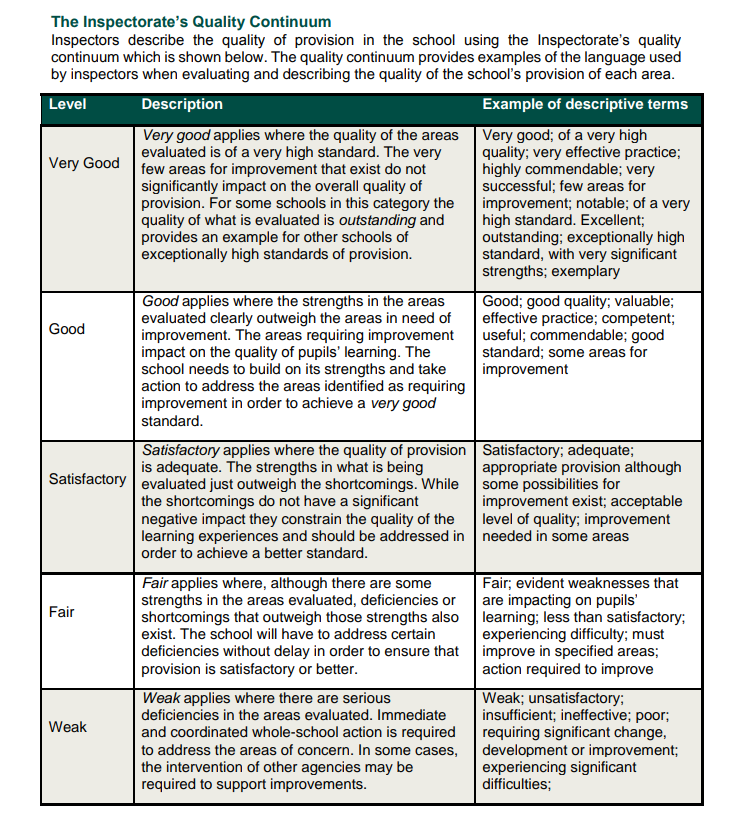 The Inspectorate's Quality Continuum
Inspectors describe the quality of provision in the school using the Inspectorate's quality
continuum which is shown below. The quality continuum provides examples of the language used
by inspectors when evaluating and describing the quality of the school's provision of each area.
Level
Description
Example of descriptive terms
Very Good
Very good applies where the quality of the areas
evaluated is of a very high standard. The very
few areas for improvement that exist do not
significantly impact on the overall quality of
provision. For some schools in this category the
quality of what is evaluated is outstanding and
provides an example for other schools of
exceptionally high standards of provision.
Very good; of a very high
quality; very effective practice;
highly commendable; very
successful; few areas for
improvement; notable; of a very
high standard. Excellent;
outstanding; exceptionally high
standard, with very significant
strengths; exemplary
Good
Good applies where the strengths in the areas
evaluated clearly outweigh the areas in need of
improvement. The areas requiring improvement
impact on the quality of pupils' learning. The
school needs to build on its strengths and take
action to address the areas identified as requiring
improvement in order to achieve a very good
standard.
Good; good quality; valuable;
effective practice; competent;
useful; commendable; good
standard; some areas for
improvement
Satisfactory
Satisfactory applies where the quality of provision
is adequate. The strengths in what is being
evaluated just outweigh the shortcomings. While
the shortcomings do not have a significant
negative impact they constrain the quality of the
learning experiences and should be addressed in
order to achieve a better standard.
Satisfactory; adequate;
appropriate provision although
some possibilities for
improvement exist; acceptable
level of quality; improvement
needed in some areas
Fair
Fair applies where, although there are some
strengths in the areas evaluated, deficiencies or
shortcomings that outweigh those strengths also
exist. The school will have to address certain
deficiencies without delay in order to ensure that
provision is satisfactory or better.
Fair; evident weaknesses that
are impacting on pupils'
learning; less than satisfactory;
experiencing difficulty; must
improve in specified areas;
action required to improve
Weak
Weak applies where there are serious
deficiencies in the areas evaluated. Immediate
and coordinated whole-school action is required
to address the areas of concern. In some cases,
the intervention of other agencies may be
required to support improvements.
Weak; unsatisfactory;
insufficient; ineffective; poor;
requiring significant change,
development or improvement;
experiencing significant
difficulties;